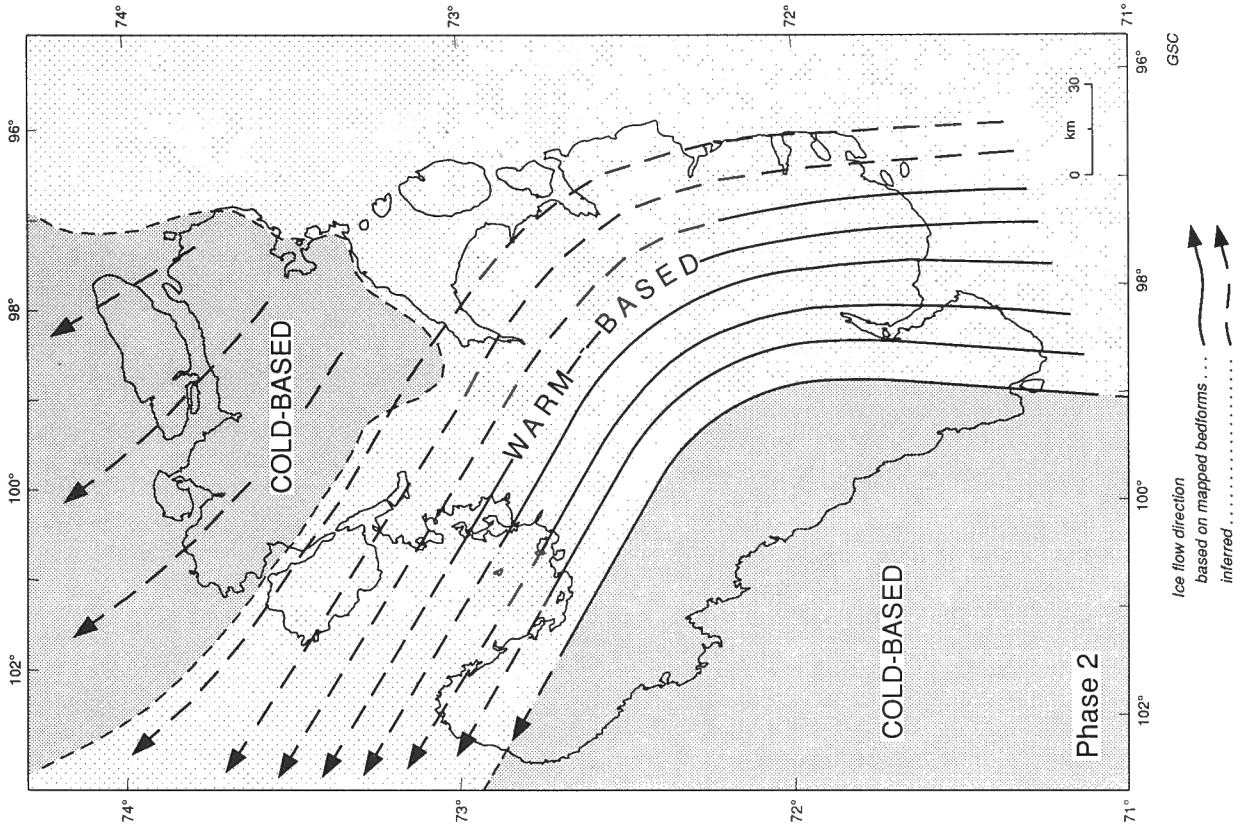 74°
73°
72°
71°
96°
98°
100°
102°
96°
98°
100°
102°
74°
73°
72°
71°
COLD-BASED
WARM BASED
COLD-BASED
Phase 2
0 km 30
GSC
Ice flow direction
based on mapped bedforms . . .
inferred . . . . . . . . . . . . . . . . .